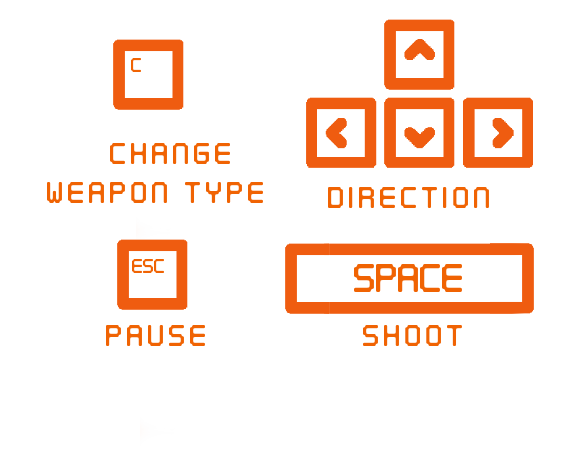 C
CHANGE
WEAPON TYPE
DIRECTION
ESC
PAUSE
SPACE
SHOOT